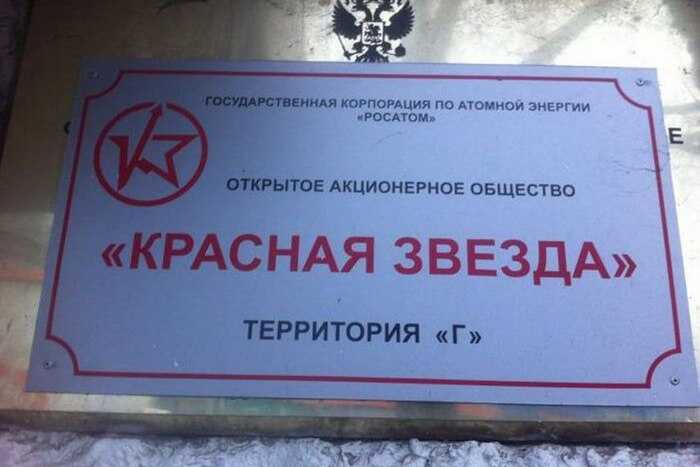 ГОСУДАРСТВЕННАЯ КОРПОРАЦИЯ ПО АТОМНОЙ ЭНЕРГИИ
«РОСАТОМ»
ОТКРЫТОЕ АКЦИОНЕРНОЕ ОБЩЕСТВО
«КРАСНАЯ ЗВЕЗДА»
ТЕРРИТОРИЯ «Г»